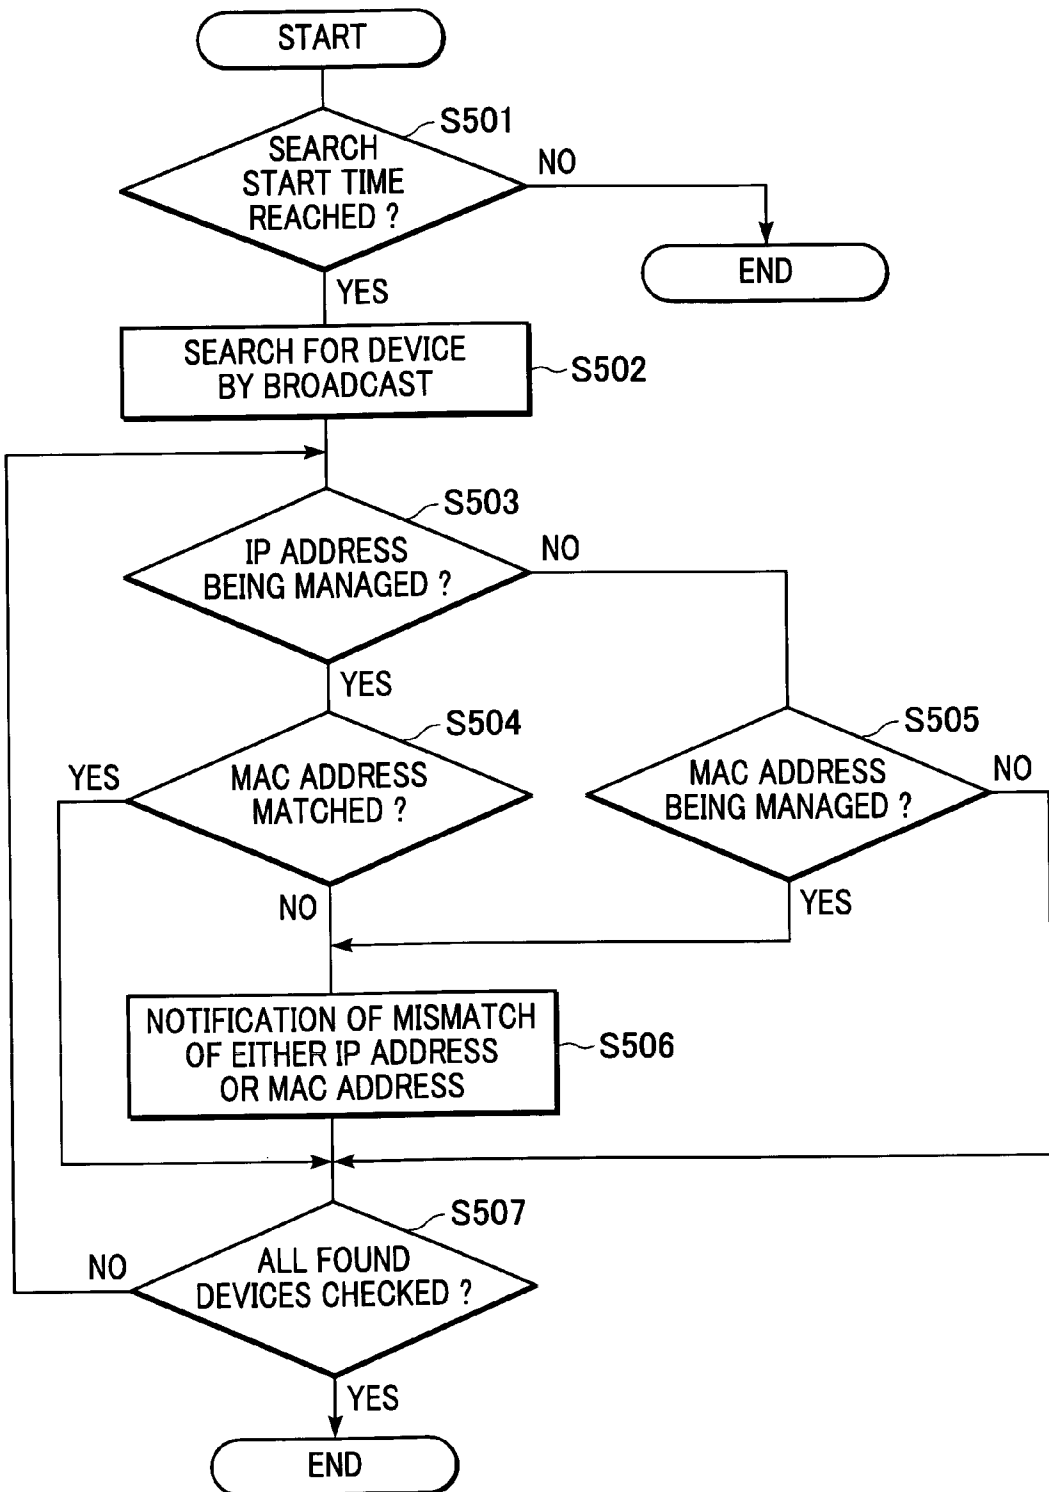 START
S501
SEARCH
START TIME
REACHED ?
NO
END
YES
SEARCH FOR DEVICE
BY BROADCAST
S502
S503
IP ADDRESS
BEING MANAGED ?
NO
YES
S504
MAC ADDRESS
MATCHED ?
YES
NO
S505
MAC ADDRESS
BEING MANAGED ?
NO
YES
NOTIFICATION OF MISMATCH
OF EITHER IP ADDRESS
OR MAC ADDRESS
S506
S507
ALL FOUND
DEVICES CHECKED ?
NO
YES
END